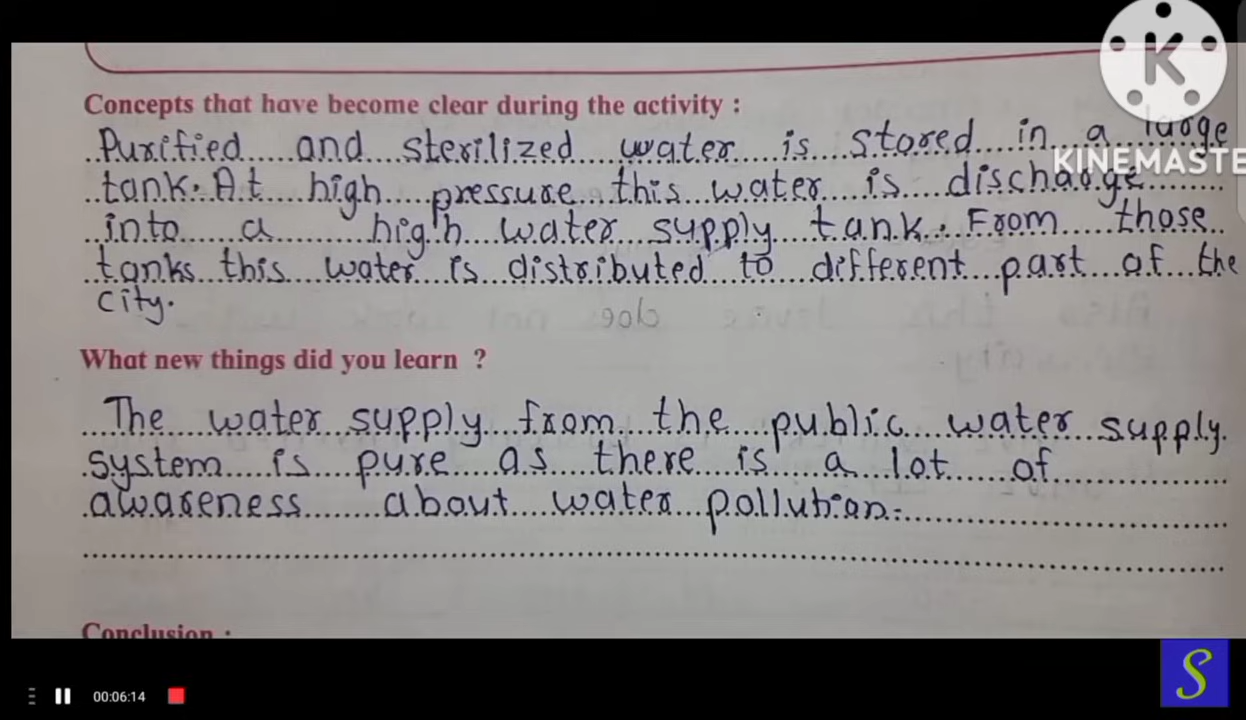 K
KINEMASTE
Concepts that have become clear during the activity :
Purified and sterilized water is stored in a large
tank. At high pressure this water is discharge
into a high water supply tank. From those
tanks this water is distributed to different part of the
city.
What new things did you learn ?
The water supply from the public water supply
system is pure as there is a lot of
awareness about water pollution.
Conclusion :
00:06:14
S